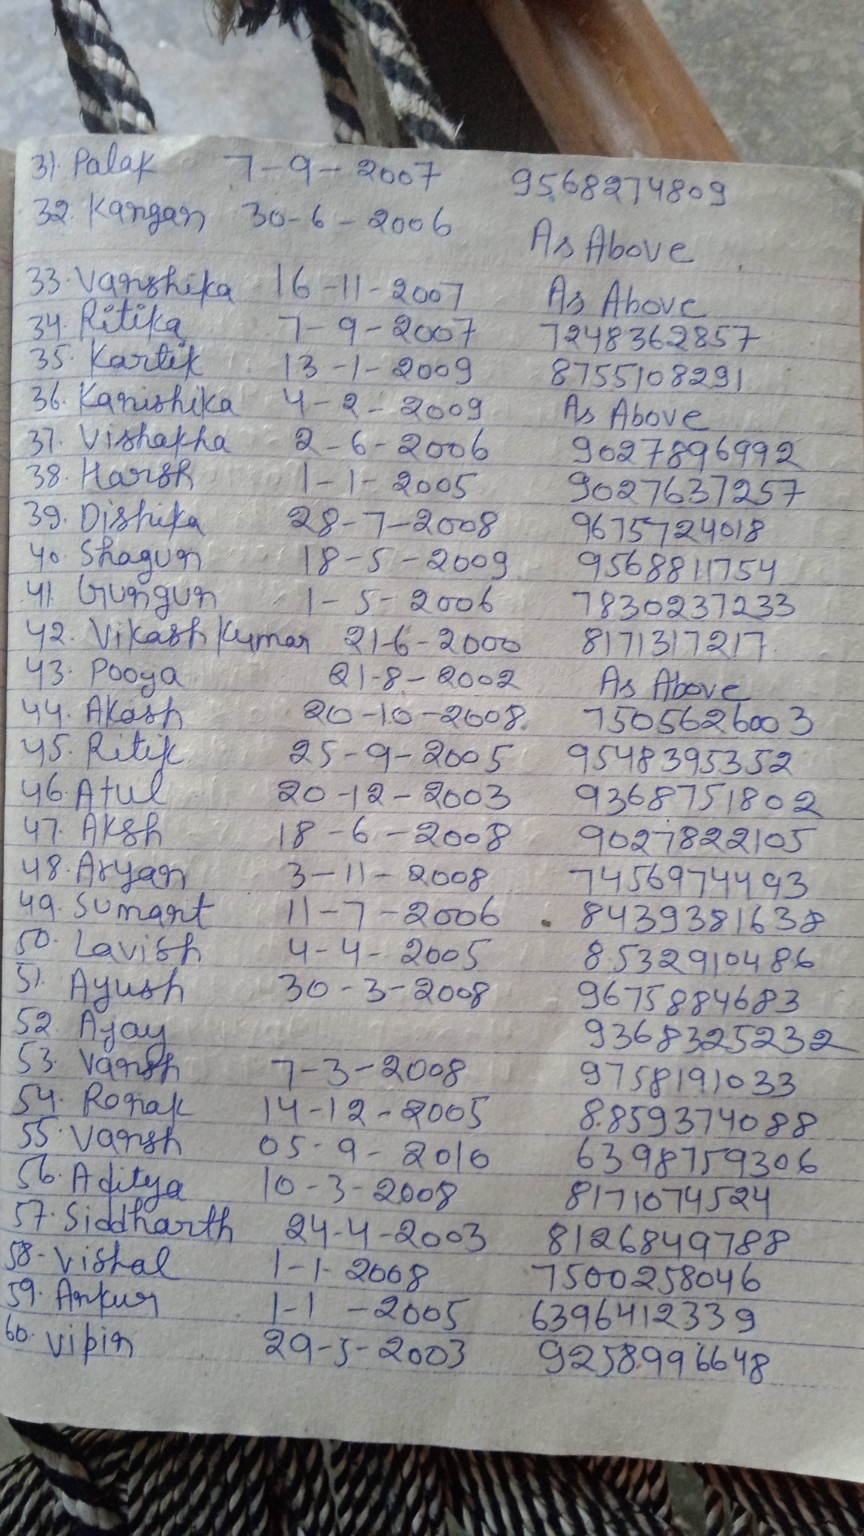 31. Palak 7-9-2007 9568274809
32. Kangan 30-6-2006 As Above
33. Vanshika 16-11-2007 As Above
34. Ritika 7-9-2007 7248362857
35. Kartik 13-1-2009 8755108291
36. Kanishika 4-2-2009 As Above
37. Vishakha 2-6-2006 9027896992
38. Harsh 1-1-2005 9027637257
39. Dishika 28-7-2008 9675724018
40. Shagun 18-5-2009 9568811754
41. Gungun 1-5-2006 7830237233
42. Vikash Kumar 21-6-2000 8171317217
43. Pooja 21-8-2002 As Above
44. Akash 20-10-2008 7505626003
45. Ritik 25-9-2005 9548395352
46. Atul 20-12-2003 9368751802
47. Aksh 18-6-2008 9027822105
48. Aryan 3-11-2008 7456974493
49. Sumant 11-7-2006 8439381638
50. Lavish 4-4-2005 8532910486
51. Ayush 30-3-2008 9675884683
52. Ajay 9368325232
53. Vansh 7-3-2008 9758191033
54. Ronak 14-12-2005 8859374088
55. Vansh 05-9-2010 6398759306
56. Aditya 10-3-2008 8171074524
57. Siddharth 24-4-2003 8126849788
58. Vishal 1-1-2008 7500258046
59. Ankur 1-1-2005 6396412339
60. Vipin 29-5-2003 9258996648